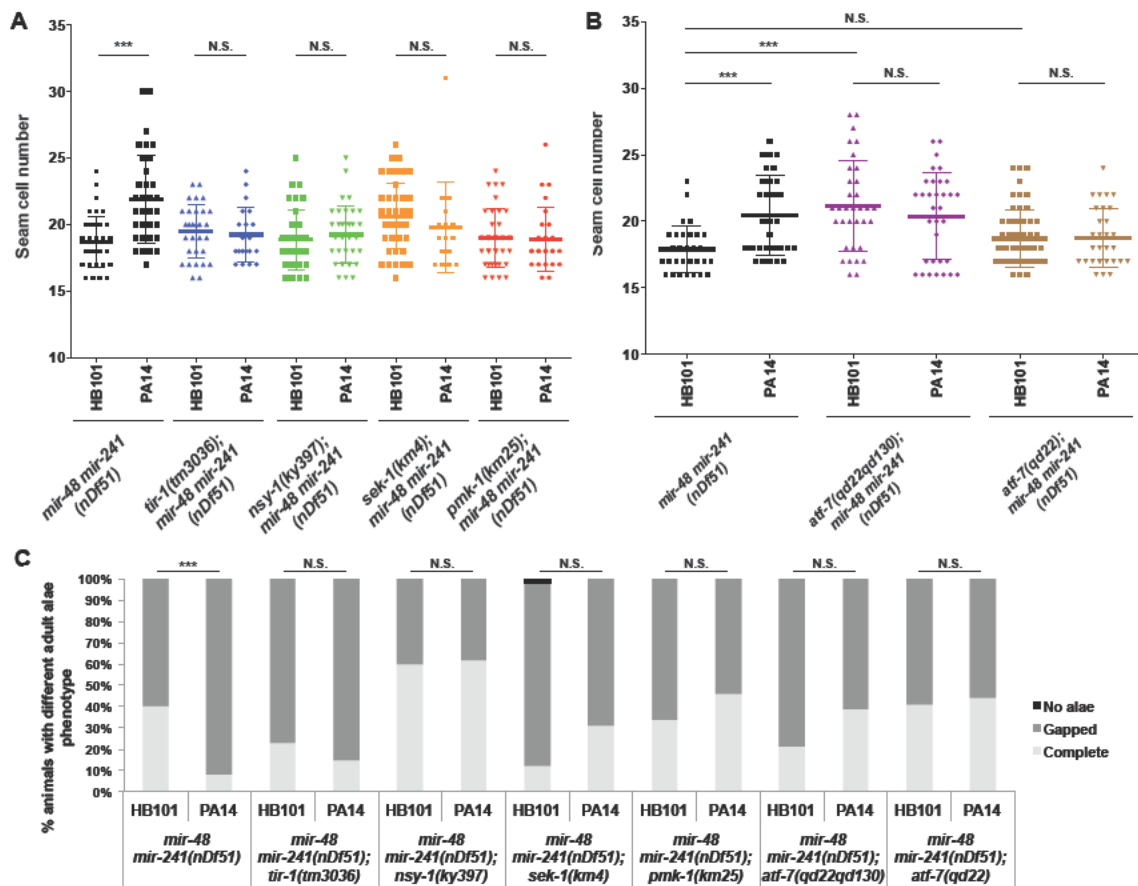 A
35
30
25
20
15
10
Seam cell number
***
N.S.
N.S.
N.S.
N.S.
HB101
PA14
HB101
PA14
HB101
PA14
HB101
PA14
HB101
PA14
mir-48 mir-241
(nDf51)
tir-1(tm3036);
mir-48 mir-241
(nDf51)
nsy-1(ky397);
mir-48 mir-241
(nDf51)
sek-1(km4);
mir-48 mir-241
(nDf51)
pmk-1(km25);
mir-48 mir-241
(nDf51)
B
35
30
25
20
15
10
Seam cell number
N.S.
***
***
N.S.
N.S.
HB101
PA14
HB101
PA14
HB101
PA14
mir-48 mir-241
(nDf51)
atf-7(qd22qd130);
mir-48 mir-241
(nDf51)
atf-7(qd22);
mir-48 mir-241
(nDf51)
C
% animals with different adult alae
phenotype
100%
90%
80%
70%
60%
50%
40%
30%
20%
10%
0%
***
N.S.
N.S.
N.S.
N.S.
N.S.
N.S.
No alae
Gapped
Complete
HB101 PA14 HB101 PA14 HB101 PA14 HB101 PA14 HB101 PA14 HB101 PA14 HB101 PA14
mir-48
mir-241(nDf51)
mir-48
mir-241(nDf51);
tir-1(tm3036)
mir-48
mir-241(nDf51);
nsy-1(ky397)
mir-48
mir-241(nDf51);
sek-1(km4)
mir-48
mir-241(nDf51);
pmk-1(km25)
mir-48
mir-241(nDf51);
atf-7(qd22qd130)
mir-48
mir-241(nDf51);
atf-7(qd22)